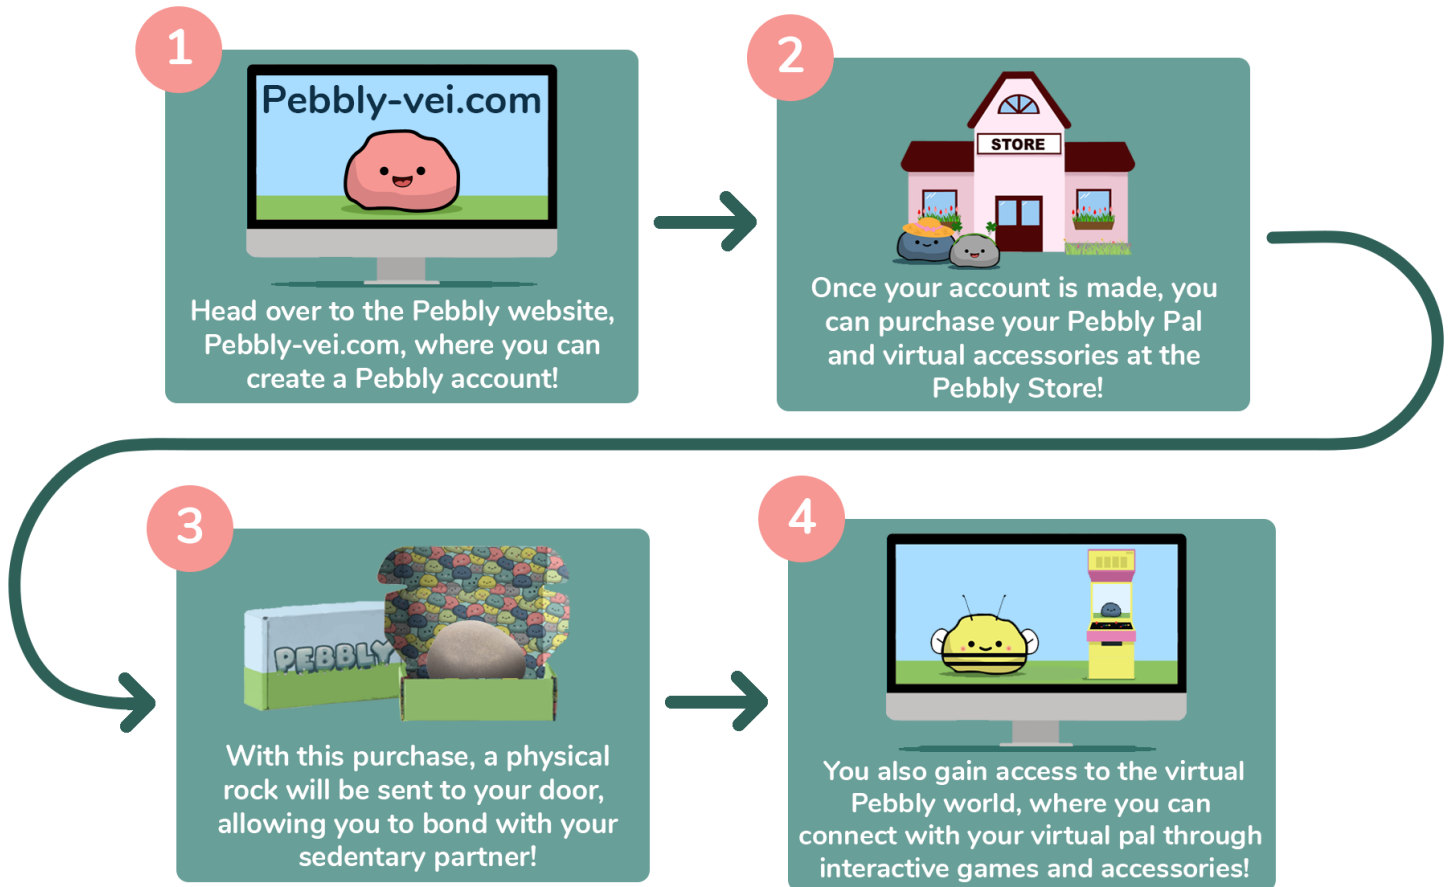 1
Pebbly-vei.com
Head over to the Pebbly website,
Pebbly-vei.com, where you can
create a Pebbly account!
2
STORE
Once your account is made, you
can purchase your Pebbly Pal
and virtual accessories at the
Pebbly Store!
3
PEBBLY
With this purchase, a physical
rock will be sent to your door,
allowing you to bond with your
sedentary partner!
4
You also gain access to the virtual
Pebbly world, where you can
connect with your virtual pal through
interactive games and accessories!